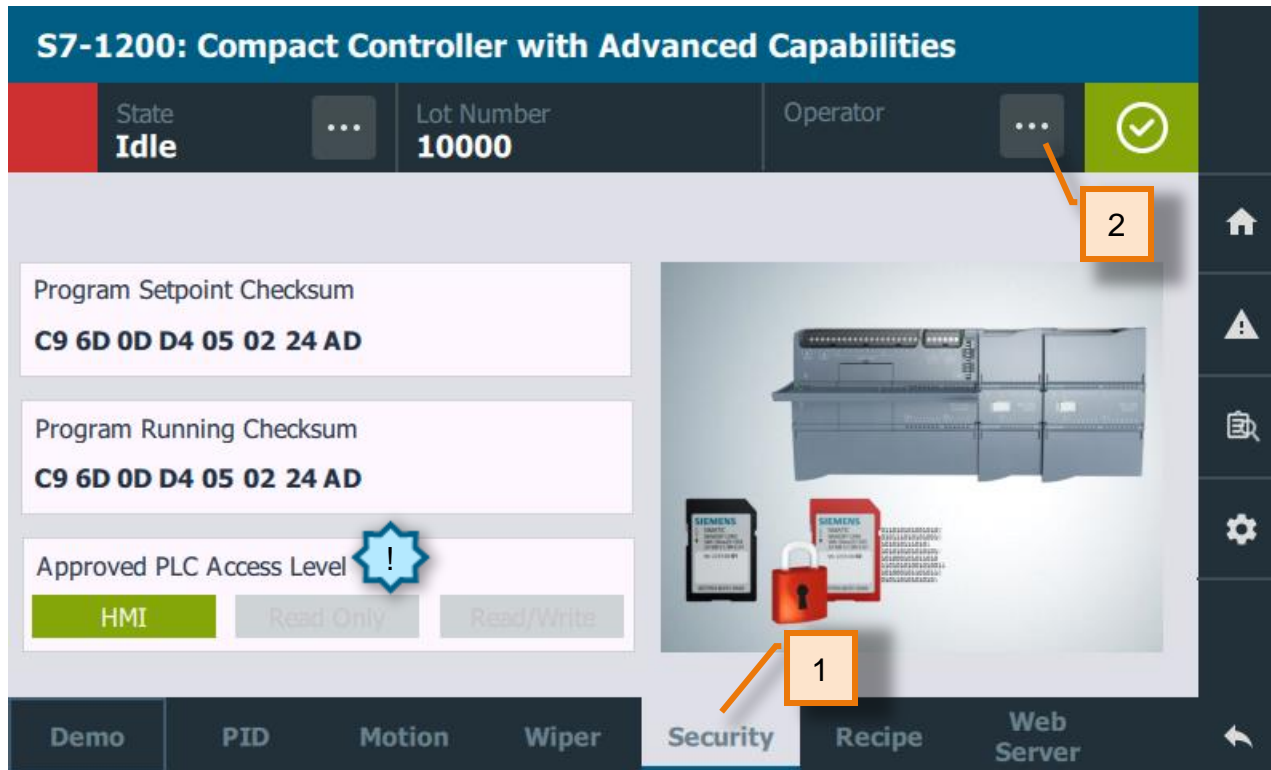 S7-1200: Compact Controller with Advanced Capabilities
State
Idle
...
Lot Number
10000
Operator
...
2
Program Setpoint Checksum
C9 6D 0D D4 05 02 24 AD
Program Running Checksum
C9 6D 0D D4 05 02 24 AD
Approved PLC Access Level
!
HMI
Read Only
Read/Write
SIEMENS
SIEMENS
1
Demo
PID
Motion
Wiper
Security
Recipe
Web
Server